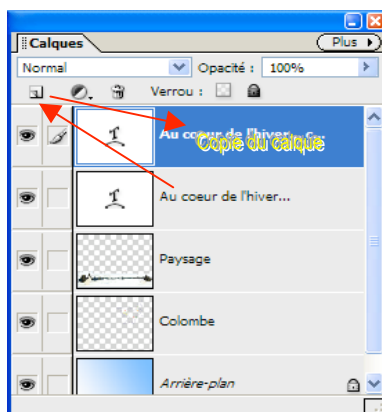 Calques
Plus
Normal
Opacité : 100%
Verrou :
Au coeur de l'hiver... c...
Copie du calque
Au coeur de l'hiver...
Paysage
Colombe
Arrière-plan